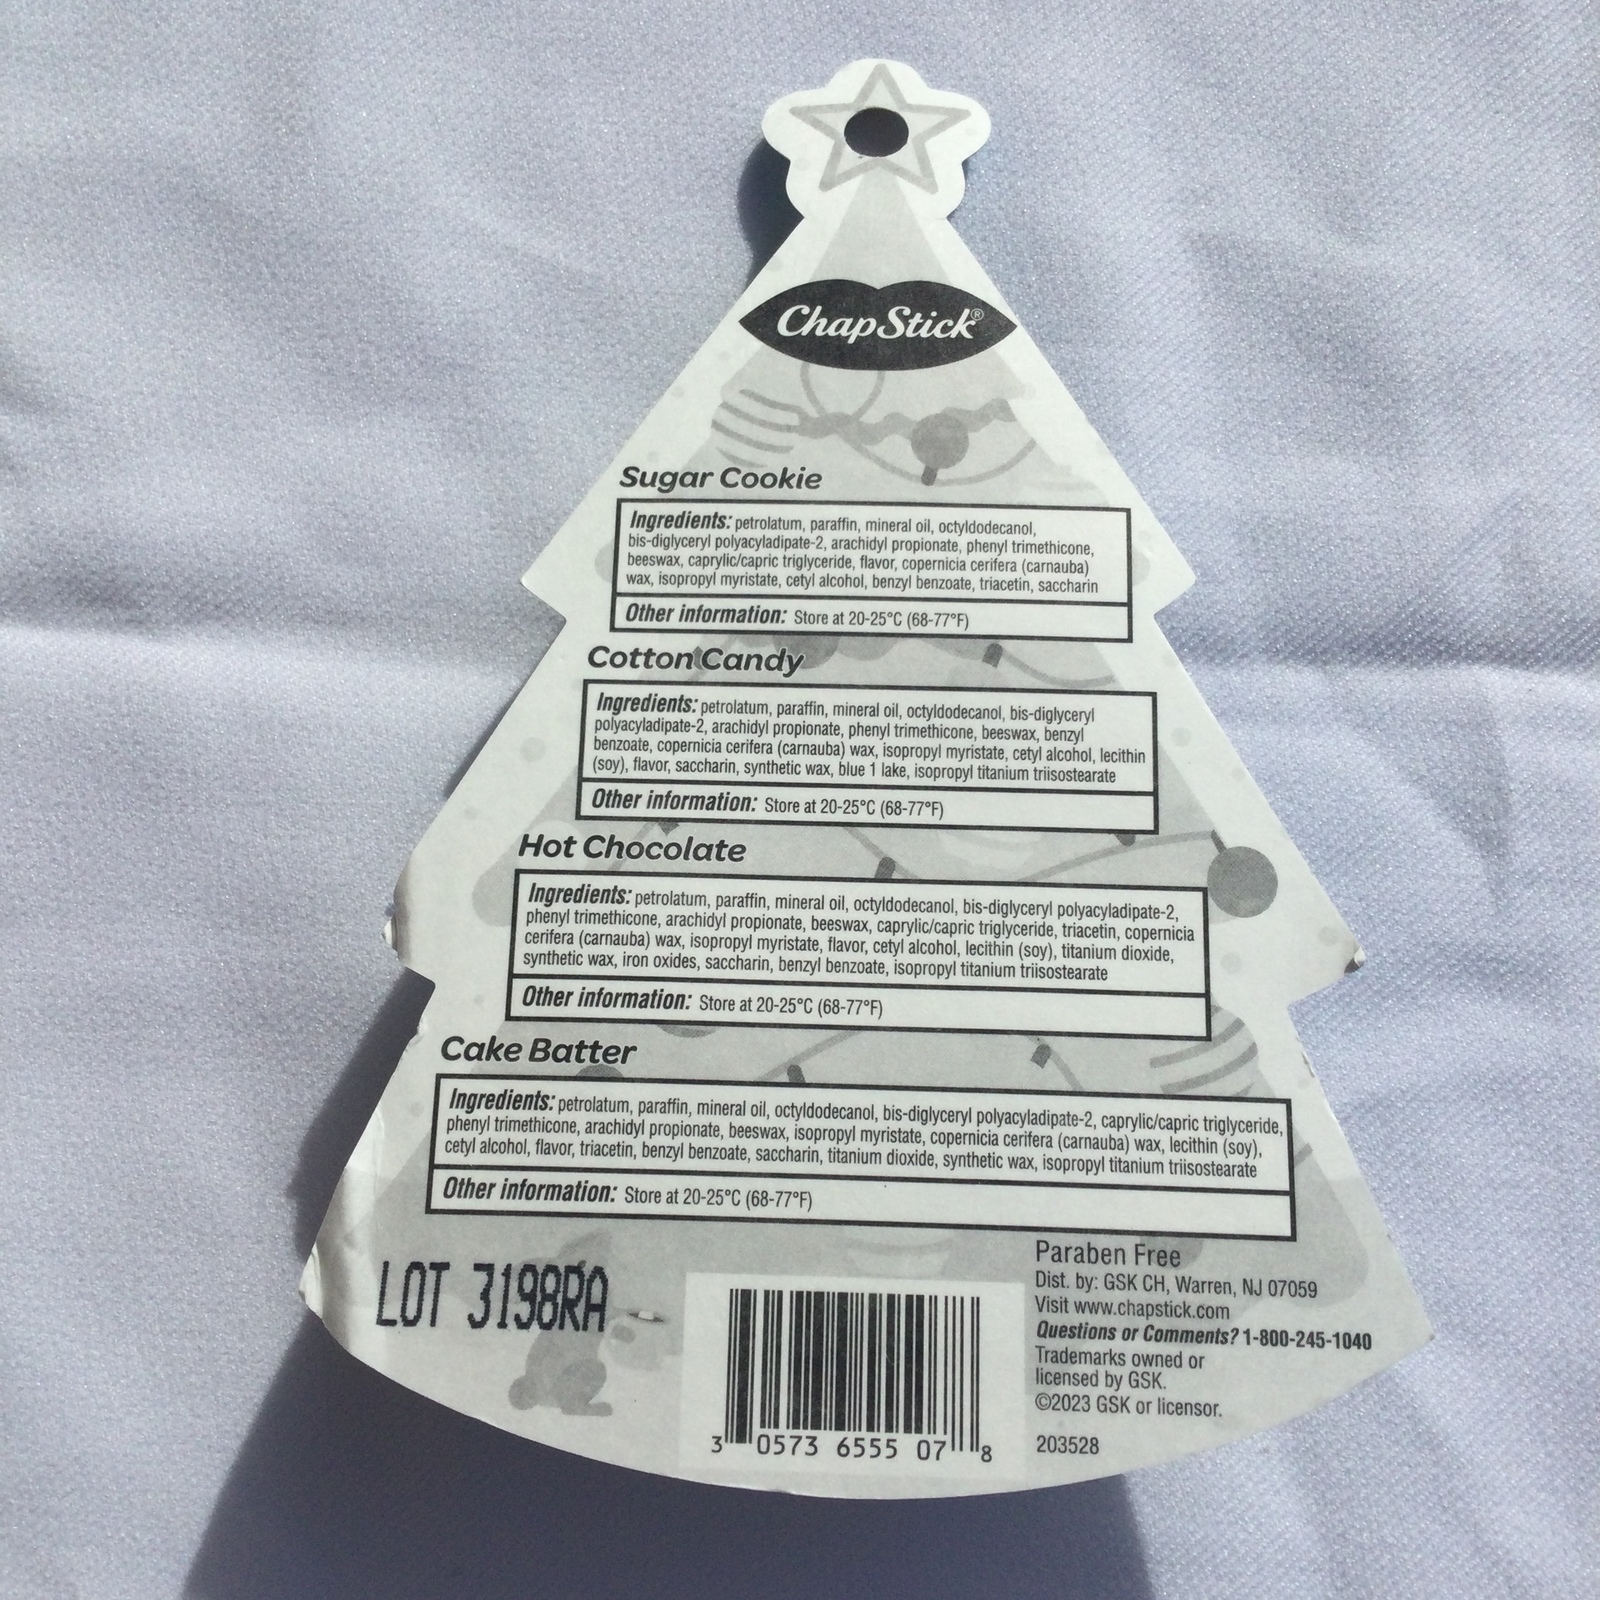 ChapStick®
Sugar Cookie
Ingredients: petrolatum, paraffin, mineral oil, octyldodecanol,
bis-diglyceryl polyacyladipate-2, arachidyl propionate, phenyl trimethicone,
beeswax, caprylic/capric triglyceride, flavor, copernicia cerifera (carnauba)
wax, isopropyl myristate, cetyl alcohol, benzyl benzoate, triacetin, saccharin
Other information: Store at 20-25°C (68-77°F)
Cotton Candy
Ingredients: petrolatum, paraffin, mineral oil, octyldodecanol, bis-diglyceryl
polyacyladipate-2, arachidyl propionate, phenyl trimethicone, beeswax, benzyl
benzoate, copernicia cerifera (carnauba) wax, isopropyl myristate, cetyl alcohol, lecithin
(soy), flavor, saccharin, synthetic wax, blue 1 lake, isopropyl titanium triisostearate
Other information: Store at 20-25°C (68-77°F)
Hot Chocolate
Ingredients: petrolatum, paraffin, mineral oil, octyldodecanol, bis-diglyceryl polyacyladipate-2,
phenyl trimethicone, arachidyl propionate, beeswax, caprylic/capric triglyceride, triacetin, copernicia
cerifera (carnauba) wax, isopropyl myristate, flavor, cetyl alcohol, lecithin (soy), titanium dioxide,
synthetic wax, iron oxides, saccharin, benzyl benzoate, isopropyl titanium triisostearate
Other information: Store at 20-25°C (68-77°F)
Cake Batter
Ingredients: petrolatum, paraffin, mineral oil, octyldodecanol, bis-diglyceryl polyacyladipate-2, caprylic/capric triglyceride,
phenyl trimethicone, arachidyl propionate, beeswax, isopropyl myristate, copernicia cerifera (carnauba) wax, lecithin (soy),
cetyl alcohol, flavor, triacetin, benzyl benzoate, saccharin, titanium dioxide, synthetic wax, isopropyl titanium triisostearate
Other information: Store at 20-25°C (68-77°F)
LOT 3198RA
3 0573 6555 07 8
Paraben Free
Dist. by: GSK CH, Warren, NJ 07059
Visit www.chapstick.com
Questions or Comments? 1-800-245-1040
Trademarks owned or
licensed by GSK.
©2023 GSK or licensor.
203528